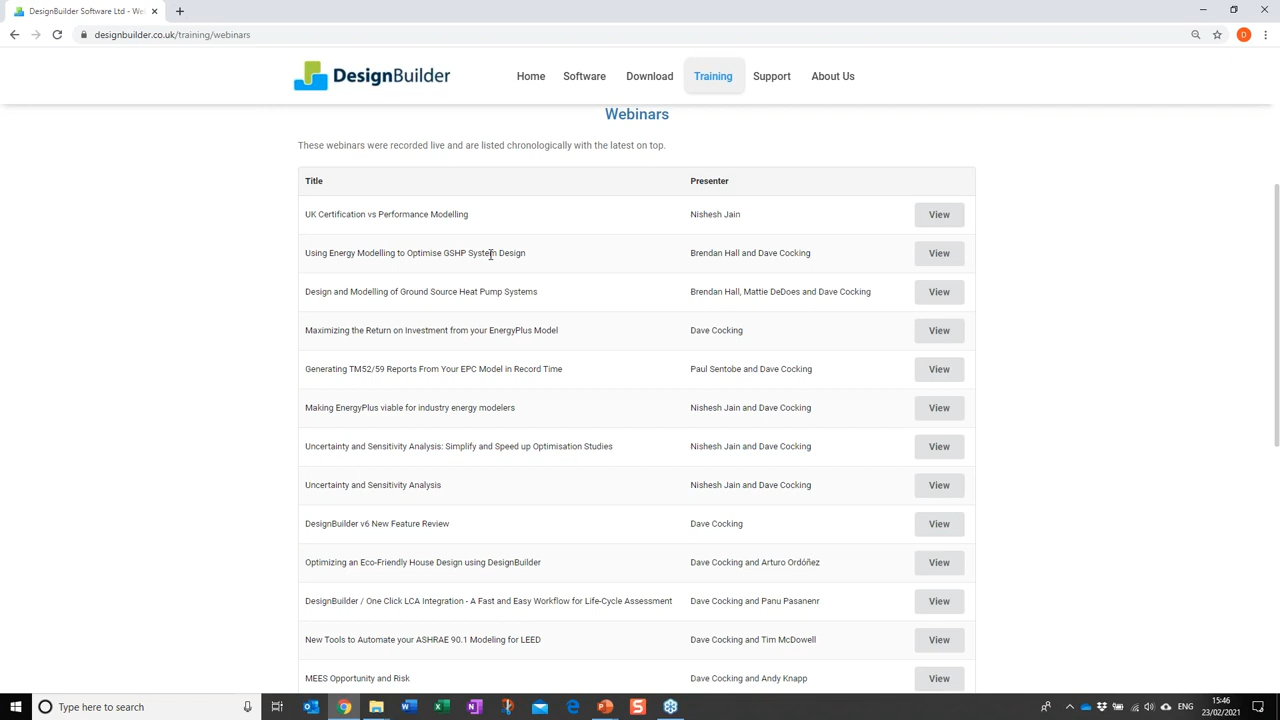 DesignBuilder Software Ltd - We
designbuilder.co.uk/training/webinars
D
DesignBuilder
Home
Software
Download
Training
Support
About Us
Webinars
These webinars were recorded live and are listed chronologically with the latest on top.
Title Presenter
UK Certification vs Performance Modelling Nishesh Jain View
Using Energy Modelling to Optimise GSHP System Design Brendan Hall and Dave Cocking View
Design and Modelling of Ground Source Heat Pump Systems Brendan Hall, Mattie DeDoes and Dave Cocking View
Maximizing the Return on Investment from your EnergyPlus Model Dave Cocking View
Generating TM52/59 Reports From Your EPC Model in Record Time Paul Sentobe and Dave Cocking View
Making EnergyPlus viable for industry energy modelers Nishesh Jain and Dave Cocking View
Uncertainty and Sensitivity Analysis: Simplify and Speed up Optimisation Studies Nishesh Jain and Dave Cocking View
Uncertainty and Sensitivity Analysis Nishesh Jain and Dave Cocking View
DesignBuilder v6 New Feature Review Dave Cocking View
Optimizing an Eco-Friendly House Design using DesignBuilder Dave Cocking and Arturo Ordóñez View
DesignBuilder / One Click LCA Integration - A Fast and Easy Workflow for Life-Cycle Assessment Dave Cocking and Panu Pasanenr View
New Tools to Automate your ASHRAE 90.1 Modeling for LEED Dave Cocking and Tim McDowell View
MEES Opportunity and Risk Dave Cocking and Andy Knapp View
Type here to search
ENG
15:46
23/02/2021